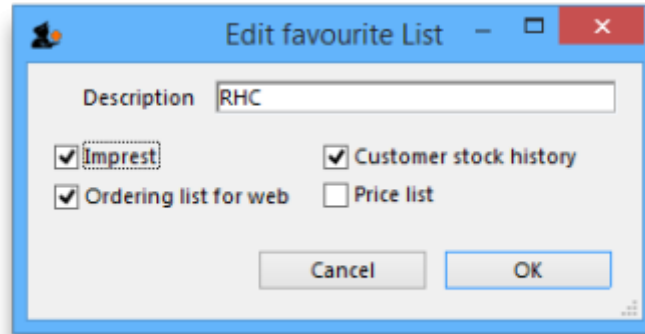 Edit favourite List
Description RHC
Imprest Customer stock history
Ordering list for web Price list
Cancel OK